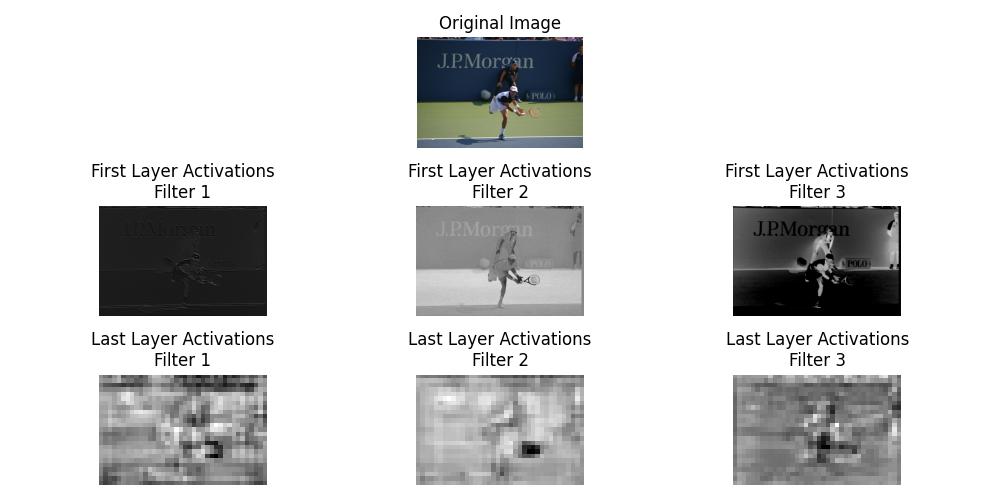 Original Image
J.P.Morgan
POLO
First Layer Activations
Filter 1
First Layer Activations
Filter 2
First Layer Activations
Filter 3
J.P.Morgan
J.P.Morgan
POLO
J.P.Morgan
POLO
Last Layer Activations
Filter 1
Last Layer Activations
Filter 2
Last Layer Activations
Filter 3